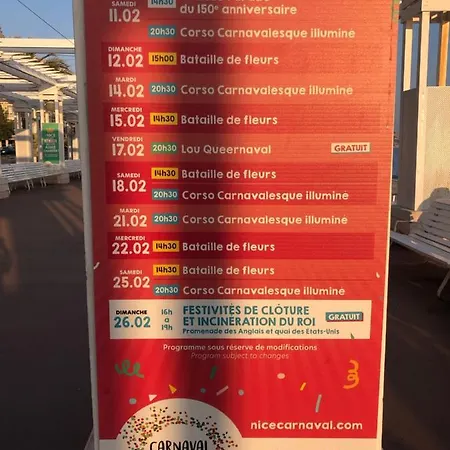 SAMEDI
11.02
14h30
du 150e anniversaire
20h30 Corso Carnavalesque illuminé
DIMANCHE
12.02 15h00 Bataille de fleurs
MARDI
14.02 20h30 Corso Carnavalesque illuminé
MERCREDI
15.02 14h30 Bataille de fleurs
VENDREDI
17.02 20h30 Lou Queernaval GRATUIT
SAMEDI
18.02
14h30 Bataille de fleurs
20h30 Corso Carnavalesque illuminé
MARDI
21.02 20h30 Corso Carnavalesque illuminé
MERCREDI
22.02 14h30 Bataille de fleurs
SAMEDI
25.02
14h30 Bataille de fleurs
20h30 Corso Carnavalesque illuminé
DIMANCHE
26.02
16h
à
19h
FESTIVITÉS DE CLÔTURE
ET INCINÉRATION DU ROI GRATUIT
Promenade des Anglais et quai des États-Unis
Programme sous réserve de modifications
Program subject to changes
nicecarnaval.com
CARNAVAL